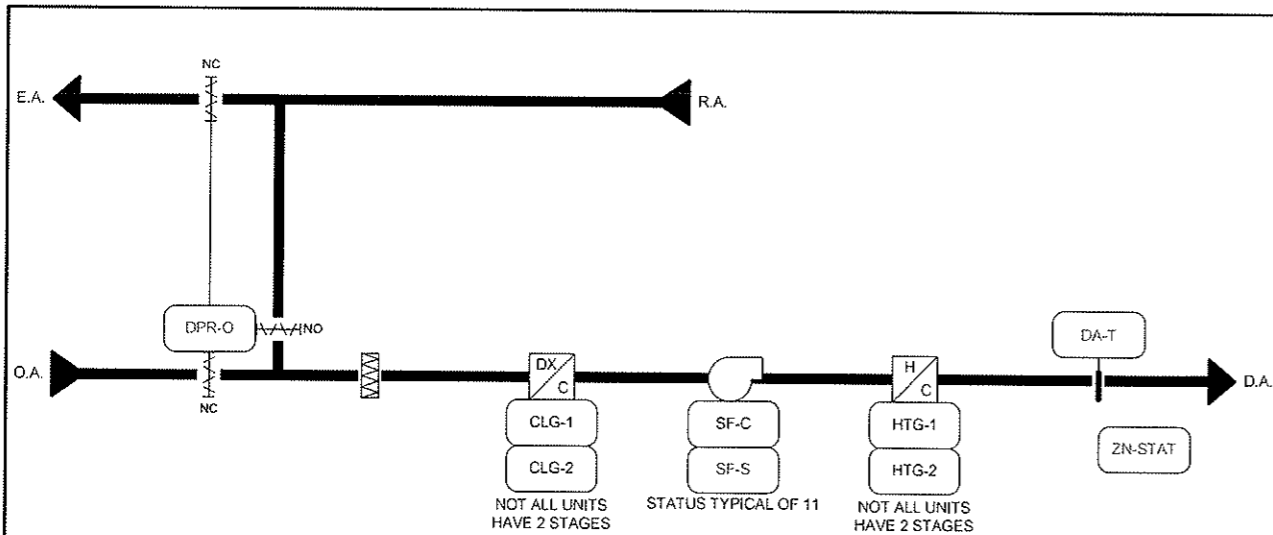 NC
E.A.
R.A.
DPR-O
NO
DA-T
O.A.
DX
C
H
C
D.A.
NC
CLG-1
SF-C
HTG-1
CLG-2
SF-S
HTG-2
ZN-STAT
NOT ALL UNITS
HAVE 2 STAGES
STATUS TYPICAL OF 11
NOT ALL UNITS
HAVE 2 STAGES